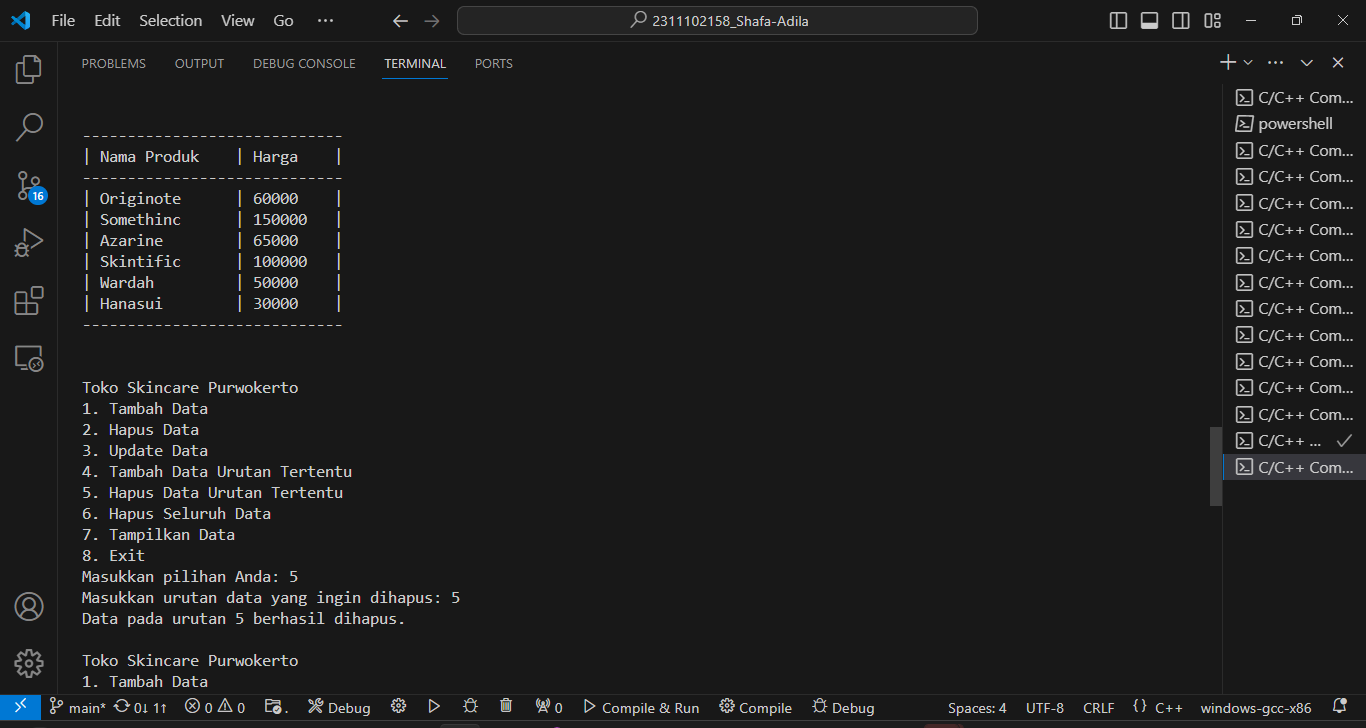 File Edit Selection View Go ··· ← → 2311102158_Shafa-Adila
PROBLEMS OUTPUT DEBUG CONSOLE TERMINAL PORTS
-----------------------------
| Nama Produk | Harga |
-----------------------------
| Originote | 60000 |
| Somethinc | 150000 |
| Azarine | 65000 |
| Skintific | 100000 |
| Wardah | 50000 |
| Hanasui | 30000 |
-----------------------------
Toko Skincare Purwokerto
1. Tambah Data
2. Hapus Data
3. Update Data
4. Tambah Data Urutan Tertentu
5. Hapus Data Urutan Tertentu
6. Hapus Seluruh Data
7. Tampilkan Data
8. Exit
Masukkan pilihan Anda: 5
Masukkan urutan data yang ingin dihapus: 5
Data pada urutan 5 berhasil dihapus.
Toko Skincare Purwokerto
1. Tambah Data
16
C/C++ Com...
powershell
C/C++ Com...
C/C++ Com...
C/C++ Com...
C/C++ Com...
C/C++ Com...
C/C++ Com...
C/C++ Com...
C/C++ Com...
C/C++ Com...
C/C++ Com...
C/C++ Com...
C/C++ ...
C/C++ Com...
main* 0↓ 1↑ 0 0 . Debug 0 Compile & Run Compile Debug Spaces: 4 UTF-8 CRLF {} C++ windows-gcc-x86